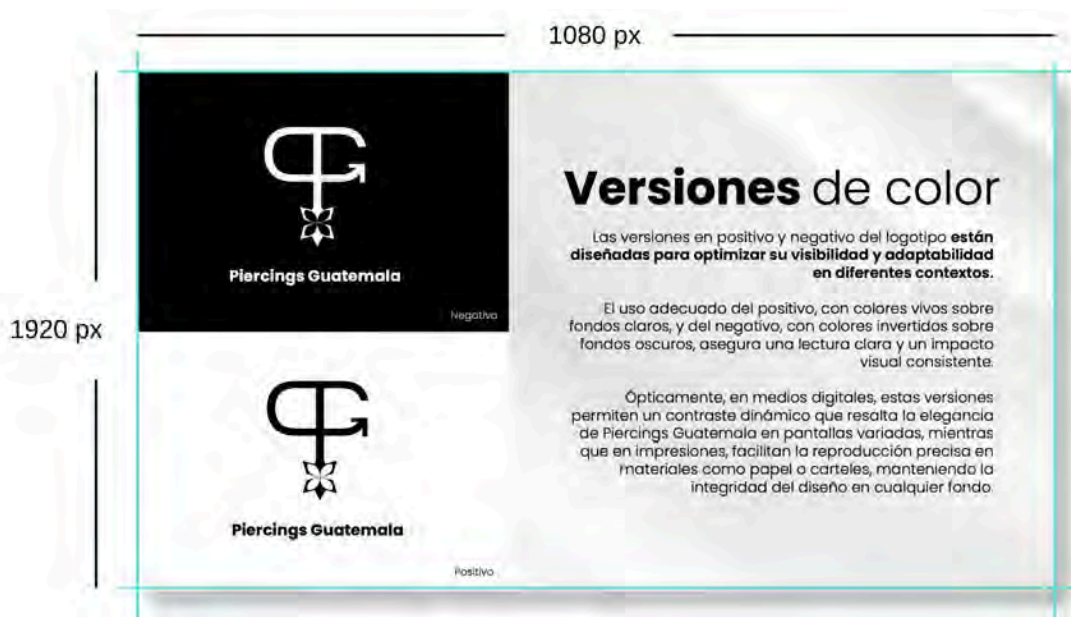 1080 px
1920 px
Piercings Guatemala
Negativo
Piercings Guatemala
Positivo
Versiones de color
Las versiones en positivo y negativo del logotipo están
diseñadas para optimizar su visibilidad y adaptabilidad
en diferentes contextos.
El uso adecuado del positivo, con colores vivos sobre
fondos claros, y del negativo, con colores invertidos sobre
fondos oscuros, asegura una lectura clara y un impacto
visual consistente.
Ópticamente, en medios digitales, estas versiones
permiten un contraste dinámico que resalta la elegancia
de Piercings Guatemala en pantallas variadas, mientras
que en impresiones, facilitan la reproducción precisa en
materiales como papel o carteles, manteniendo la
integridad del diseño en cualquier fondo.